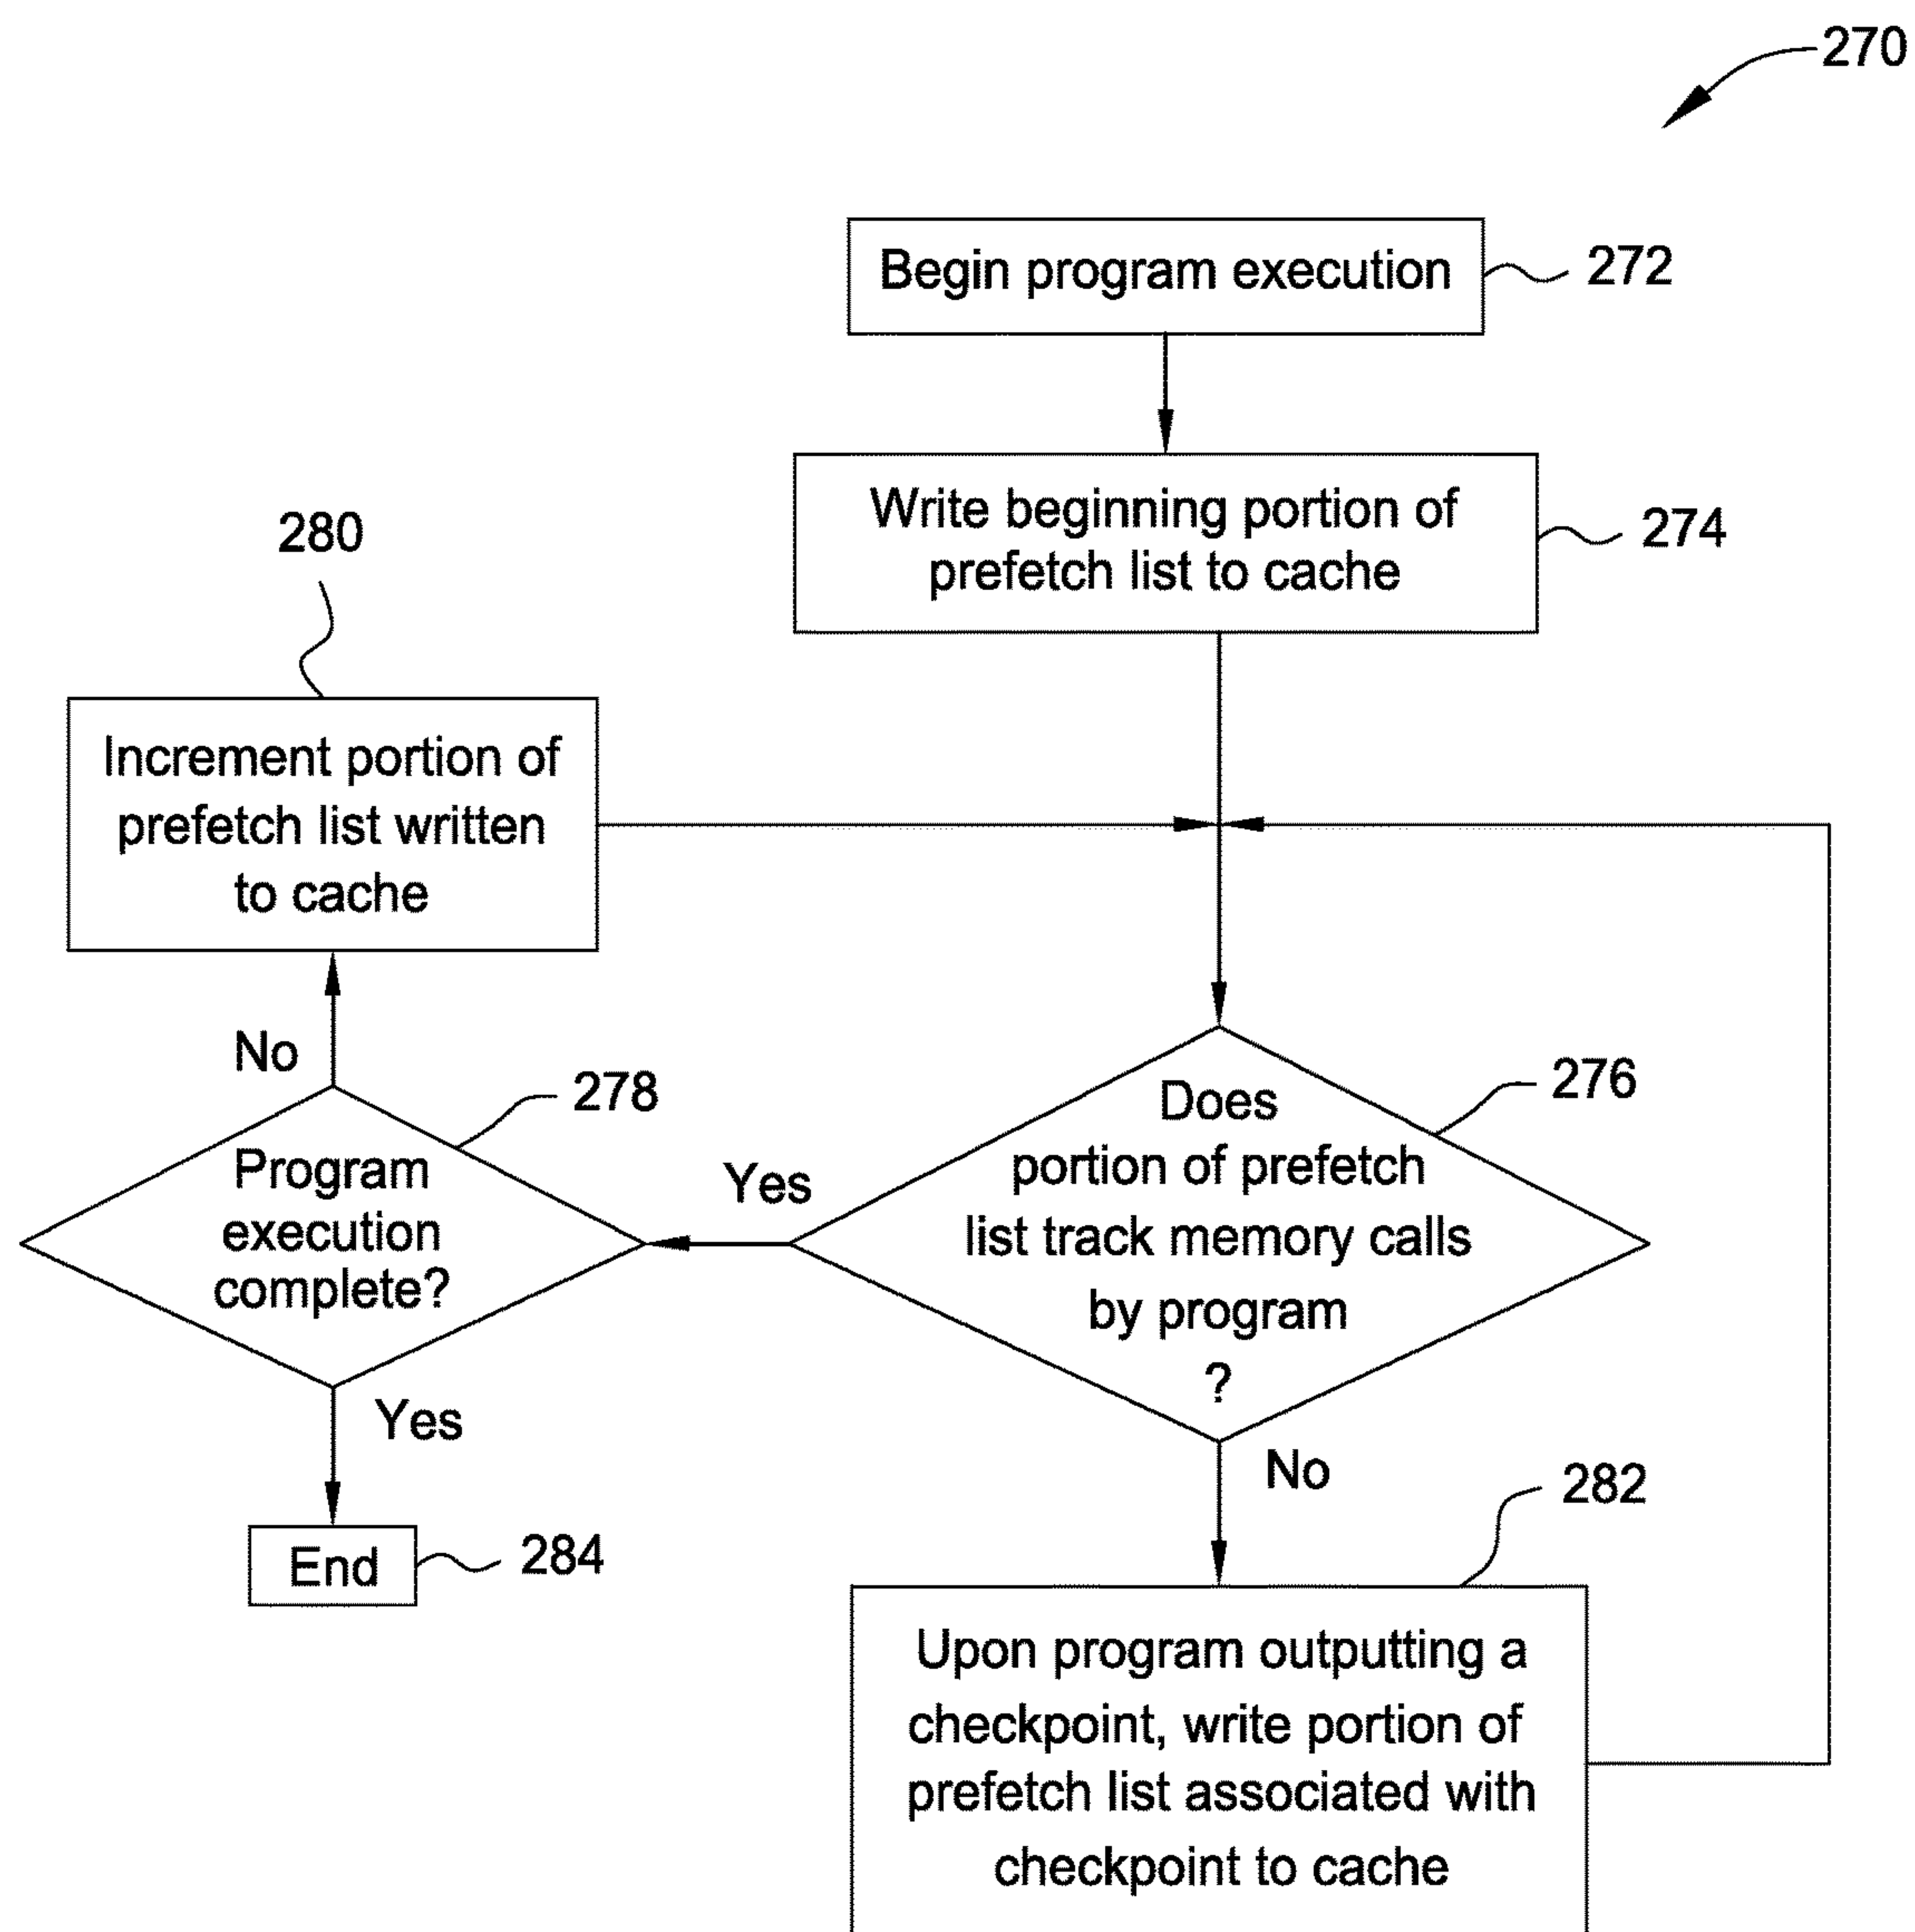 270
Begin program execution
272
Write beginning portion of
prefetch list to cache
274
280
Increment portion of
prefetch list written
to cache
No
278
Program
execution
complete?
Yes
276
Does
portion of prefetch
list track memory calls
by program
?
Yes
No
End
284
282
Upon program outputting a
checkpoint, write portion of
prefetch list associated with
checkpoint to cache